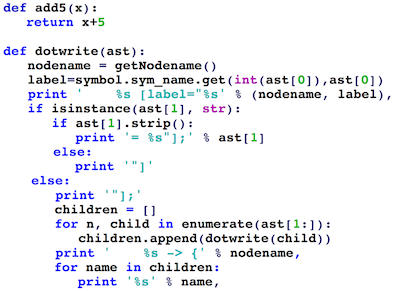 def add5(x):
    return x+5

def dotwrite(ast):
    nodename = getNodename()
    label=symbol.sym_name.get(int(ast[0]),ast[0])
    print '    %s [label="%s' % (nodename, label),
    if isinstance(ast[1], str):
        if ast[1].strip():
            print '= %s"];' % ast[1]
        else:
            print '"]'
    else:
        print '"];'
        children = []
        for n, child in enumerate(ast[1:]):
            children.append(dotwrite(child))
        print '    %s -> {' % nodename,
        for name in children:
            print '%s' % name,